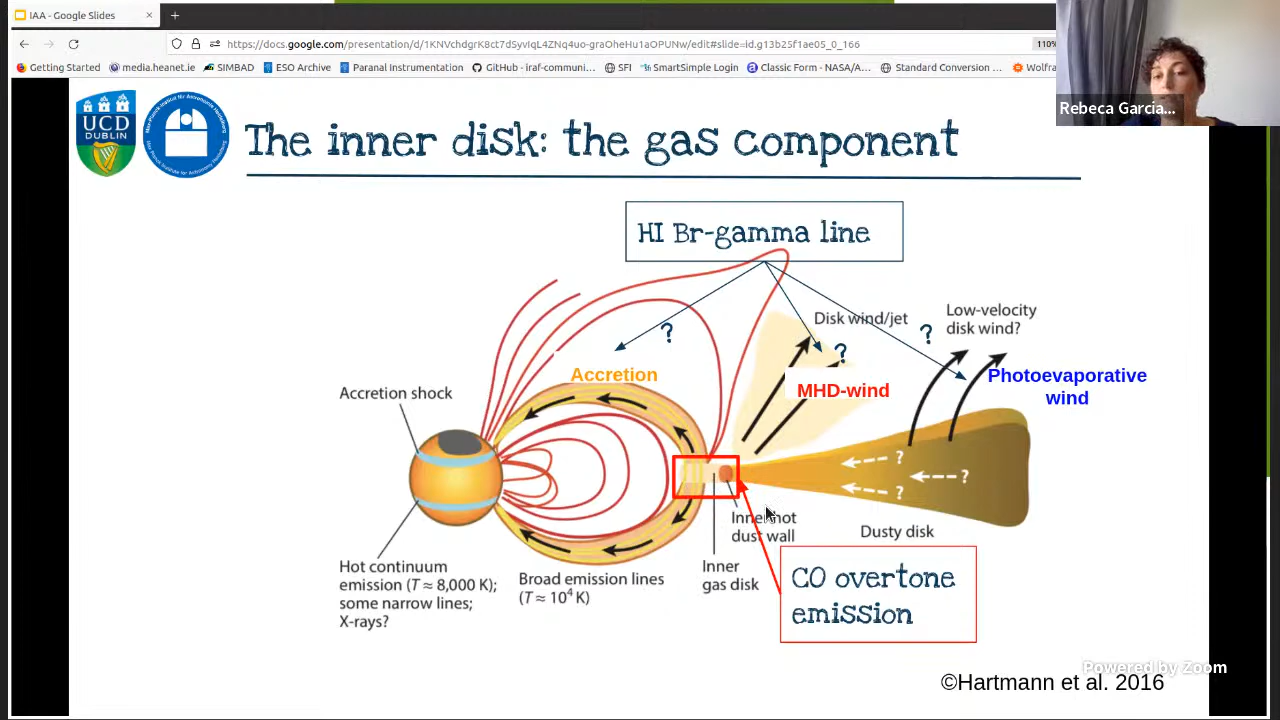 IAA - Google Slides
https://docs.google.com/presentation/d/1KNVchdgrK8ct7dSyvIqL4ZNq4uo-graOheHu1aOPUNw/edit#slide=id.g13b25f1ae05_0_166
110%
Getting Started
media.heanet.ie
SIMBAD
ESO Archive
Paranal Instrumentation
GitHub - iraf-communi…
SFI
SmartSimple Login
Classic Form - NASA/A…
Standard Conversion …
Wolfra
Rebeca Garcia...
UCD
DUBLIN
The inner disk: the gas component
HI Br-gamma line
Disk wind/jet
Low-velocity
disk wind?
?
?
?
Accretion
MHD-wind
Photoevaporative
wind
Accretion shock
?
?
?
Inner hot
dust wall
Dusty disk
Inner
gas disk
Hot continuum
emission (T ≈ 8,000 K);
some narrow lines;
X-rays?
Broad emission lines
(T ≈ 10⁴ K)
CO overtone
emission
Powered by Zoom
©Hartmann et al. 2016